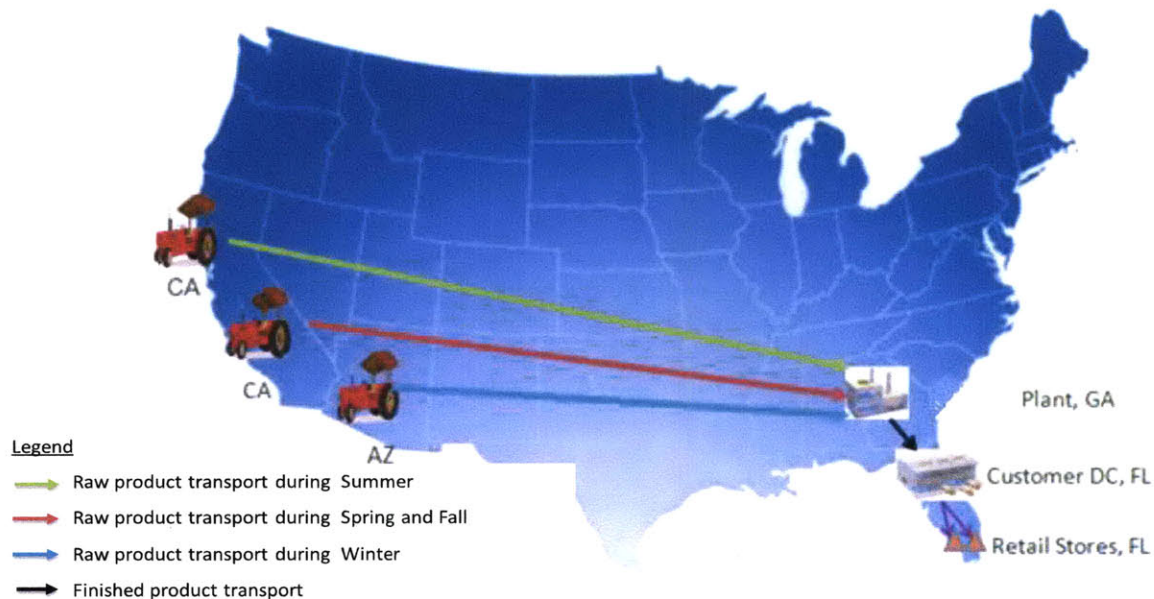 CA
CA
AZ
Plant, GA
Customer DC, FL
Retail Stores, FL
Legend
Raw product transport during Summer
Raw product transport during Spring and Fall
Raw product transport during Winter
Finished product transport